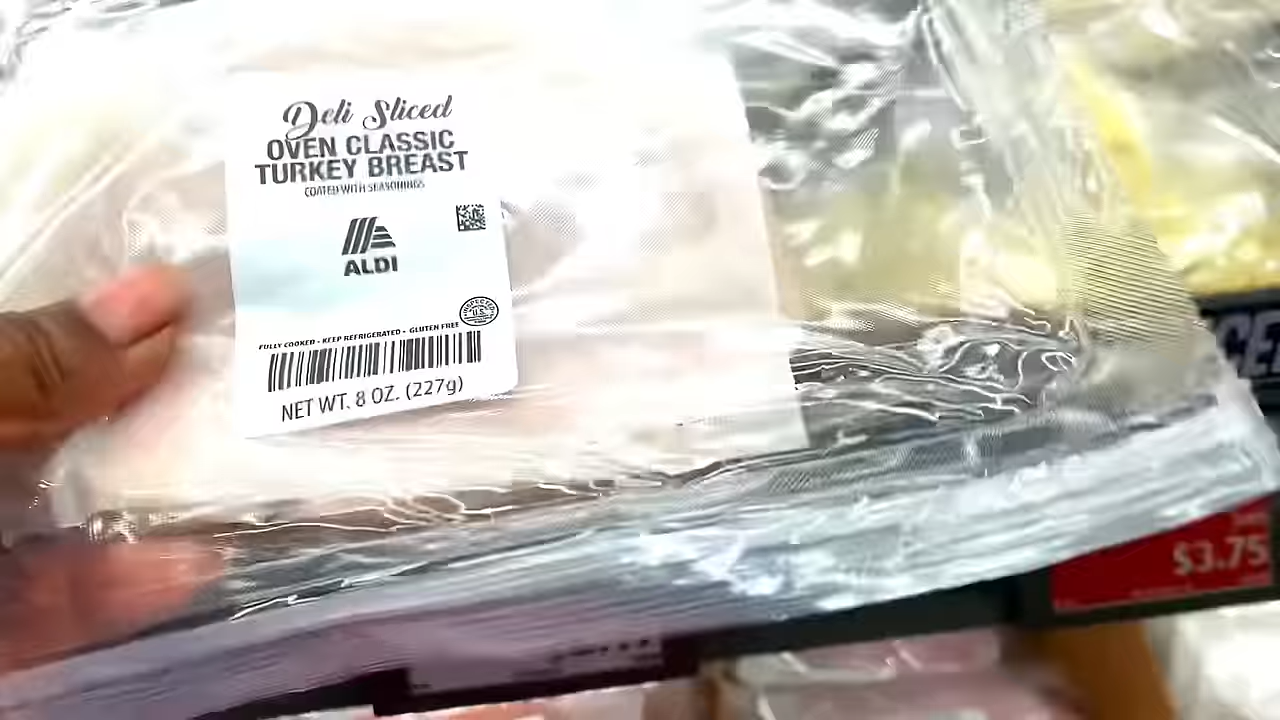 Deli Sliced
OVEN CLASSIC
TURKEY BREAST
COATED WITH SEASONINGS
ALDI
INSPECTED
U.S.
FULLY COOKED • KEEP REFRIGERATED • GLUTEN FREE
NET WT. 8 OZ. (227g)
$3.75